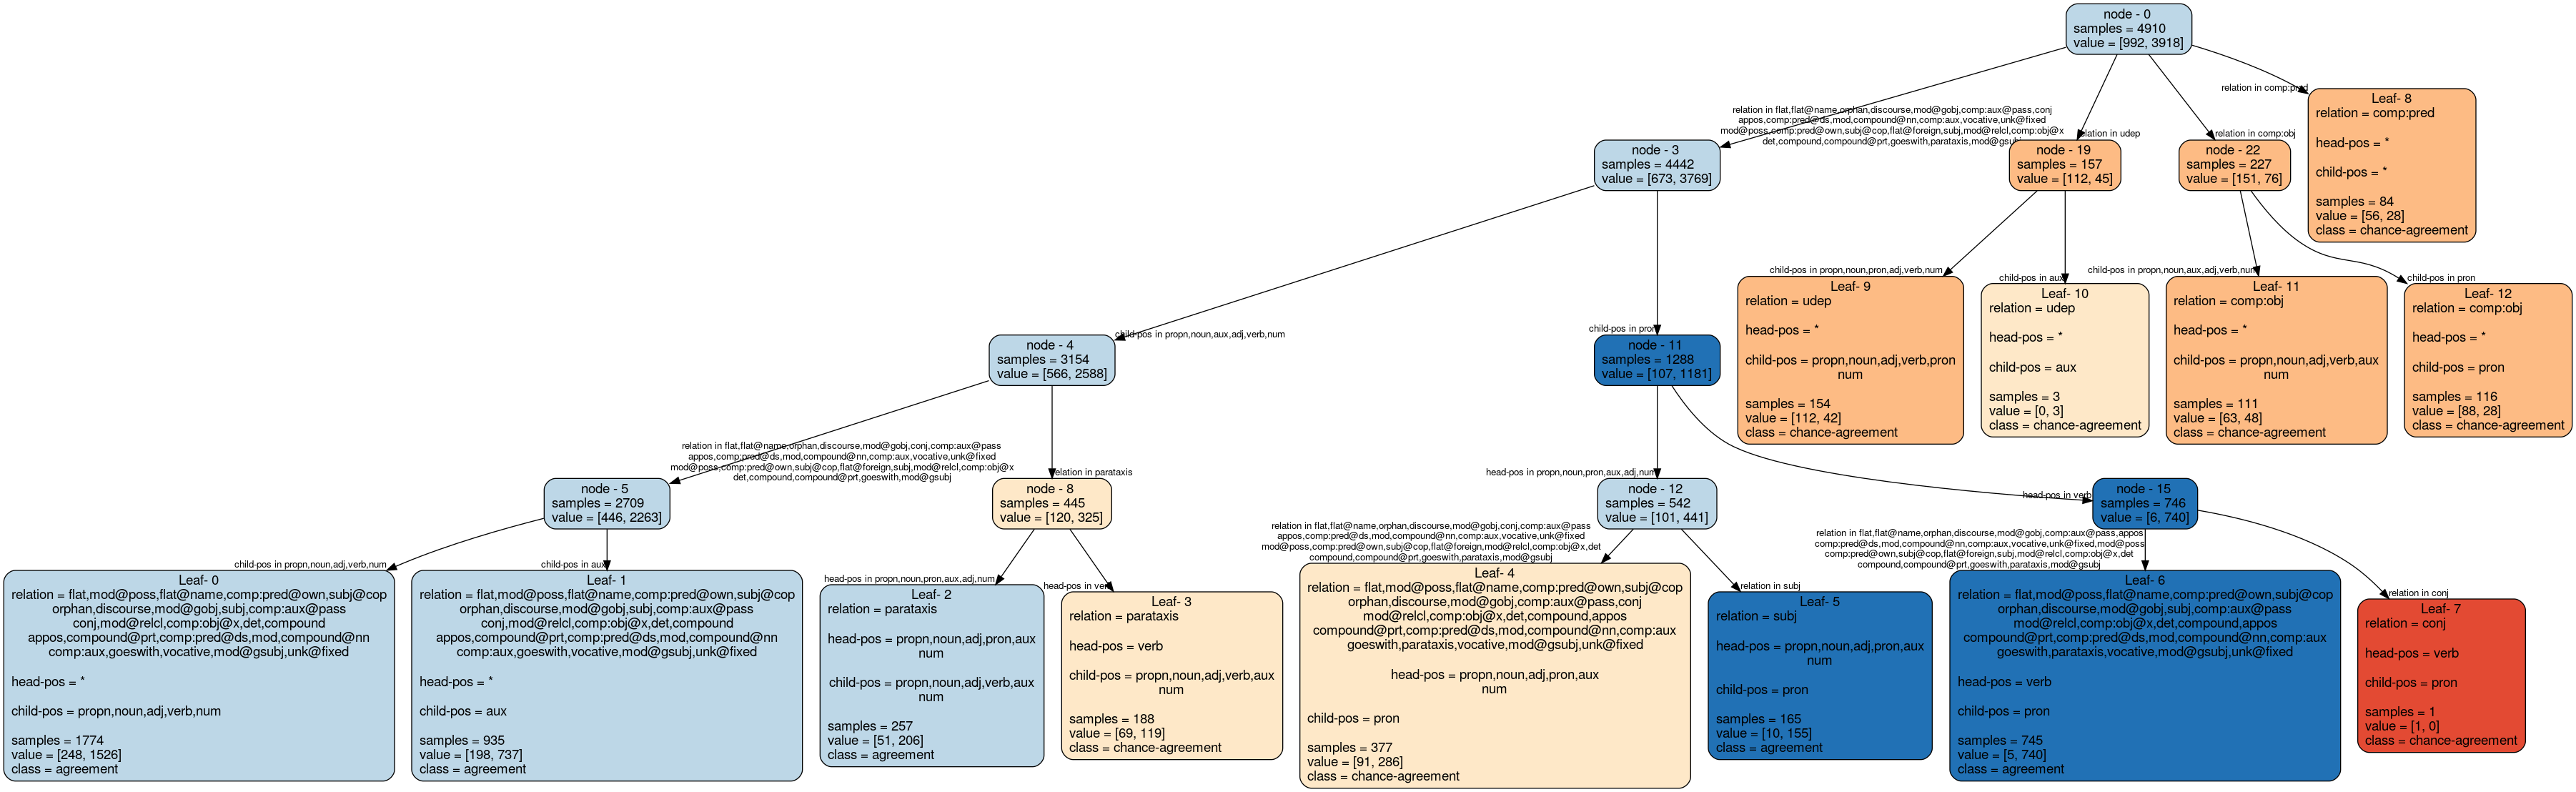 node - 0
samples = 4910
value = [992, 3918]
relation in comp:pred
Leaf- 8
relation = comp:pred
head-pos = *
child-pos = *
samples = 84
value = [56, 28]
class = chance-agreement
relation in flat,flat@name,orphan,discourse,mod@gobj,comp:aux@pass,conj
appos,comp:pred@ds,mod,compound@nn,comp:aux,vocative,unk@fixed
mod@poss,comp:pred@own,subj@cop,flat@foreign,subj,mod@relcl,comp:obj@x
det,compound,compound@prt,goeswith,parataxis,mod@gsubj
relation in udep
relation in comp:obj
node - 3
samples = 4442
value = [673, 3769]
node - 19
samples = 157
value = [112, 45]
node - 22
samples = 227
value = [151, 76]
child-pos in propn,noun,pron,adj,verb,num
child-pos in aux
child-pos in propn,noun,aux,adj,verb,num
child-pos in pron
Leaf- 9
relation = udep
head-pos = *
child-pos = propn,noun,adj,verb,pron
num
samples = 154
value = [112, 42]
class = chance-agreement
Leaf- 10
relation = udep
head-pos = *
child-pos = aux
samples = 3
value = [0, 3]
class = chance-agreement
Leaf- 11
relation = comp:obj
head-pos = *
child-pos = propn,noun,adj,verb,aux
num
samples = 111
value = [63, 48]
class = chance-agreement
Leaf- 12
relation = comp:obj
head-pos = *
child-pos = pron
samples = 116
value = [88, 28]
class = chance-agreement
child-pos in propn,noun,aux,adj,verb,num
child-pos in pron
node - 4
samples = 3154
value = [566, 2588]
node - 11
samples = 1288
value = [107, 1181]
relation in flat,flat@name,orphan,discourse,mod@gobj,conj,comp:aux@pass
appos,comp:pred@ds,mod,compound@nn,comp:aux,vocative,unk@fixed
mod@poss,comp:pred@own,subj@cop,flat@foreign,subj,mod@relcl,comp:obj@x
det,compound,compound@prt,goeswith,mod@gsubj
relation in parataxis
head-pos in propn,noun,pron,aux,adj,num
head-pos in verb
node - 5
samples = 2709
value = [446, 2263]
node - 8
samples = 445
value = [120, 325]
node - 12
samples = 542
value = [101, 441]
node - 15
samples = 746
value = [6, 740]
child-pos in propn,noun,adj,verb,num
child-pos in aux
head-pos in propn,noun,pron,aux,adj,num
head-pos in verb
relation in flat,flat@name,orphan,discourse,mod@gobj,conj,comp:aux@pass
appos,comp:pred@ds,mod,compound@nn,comp:aux,vocative,unk@fixed
mod@poss,comp:pred@own,subj@cop,flat@foreign,mod@relcl,comp:obj@x,det
compound,compound@prt,goeswith,parataxis,mod@gsubj
relation in subj
relation in flat,flat@name,orphan,discourse,mod@gobj,comp:aux@pass,appos
comp:pred@ds,mod,compound@nn,comp:aux,vocative,unk@fixed,mod@poss
comp:pred@own,subj@cop,flat@foreign,subj,mod@relcl,comp:obj@x,det
compound,compound@prt,goeswith,parataxis,mod@gsubj
relation in conj
Leaf- 0
relation = flat,mod@poss,flat@name,comp:pred@own,subj@cop
orphan,discourse,mod@gobj,subj,comp:aux@pass
conj,mod@relcl,comp:obj@x,det,compound
appos,compound@prt,comp:pred@ds,mod,compound@nn
comp:aux,goeswith,vocative,mod@gsubj,unk@fixed
head-pos = *
child-pos = propn,noun,adj,verb,num
samples = 1774
value = [248, 1526]
class = agreement
Leaf- 1
relation = flat,mod@poss,flat@name,comp:pred@own,subj@cop
orphan,discourse,mod@gobj,subj,comp:aux@pass
conj,mod@relcl,comp:obj@x,det,compound
appos,compound@prt,comp:pred@ds,mod,compound@nn
comp:aux,goeswith,vocative,mod@gsubj,unk@fixed
head-pos = *
child-pos = aux
samples = 935
value = [198, 737]
class = agreement
Leaf- 2
relation = parataxis
head-pos = propn,noun,adj,pron,aux
num
child-pos = propn,noun,adj,verb,aux
num
samples = 257
value = [51, 206]
class = agreement
Leaf- 3
relation = parataxis
head-pos = verb
child-pos = propn,noun,adj,verb,aux
num
samples = 188
value = [69, 119]
class = chance-agreement
Leaf- 4
relation = flat,mod@poss,flat@name,comp:pred@own,subj@cop
orphan,discourse,mod@gobj,comp:aux@pass,conj
mod@relcl,comp:obj@x,det,compound,appos
compound@prt,comp:pred@ds,mod,compound@nn,comp:aux
goeswith,parataxis,vocative,mod@gsubj,unk@fixed
head-pos = propn,noun,adj,pron,aux
num
child-pos = pron
samples = 377
value = [91, 286]
class = chance-agreement
Leaf- 5
relation = subj
head-pos = propn,noun,adj,pron,aux
num
child-pos = pron
samples = 165
value = [10, 155]
class = agreement
Leaf- 6
relation = flat,mod@poss,flat@name,comp:pred@own,subj@cop
orphan,discourse,mod@gobj,subj,comp:aux@pass
mod@relcl,comp:obj@x,det,compound,appos
compound@prt,comp:pred@ds,mod,compound@nn,comp:aux
goeswith,parataxis,vocative,mod@gsubj,unk@fixed
head-pos = verb
child-pos = pron
samples = 745
value = [5, 740]
class = agreement
Leaf- 7
relation = conj
head-pos = verb
child-pos = pron
samples = 1
value = [1, 0]
class = chance-agreement